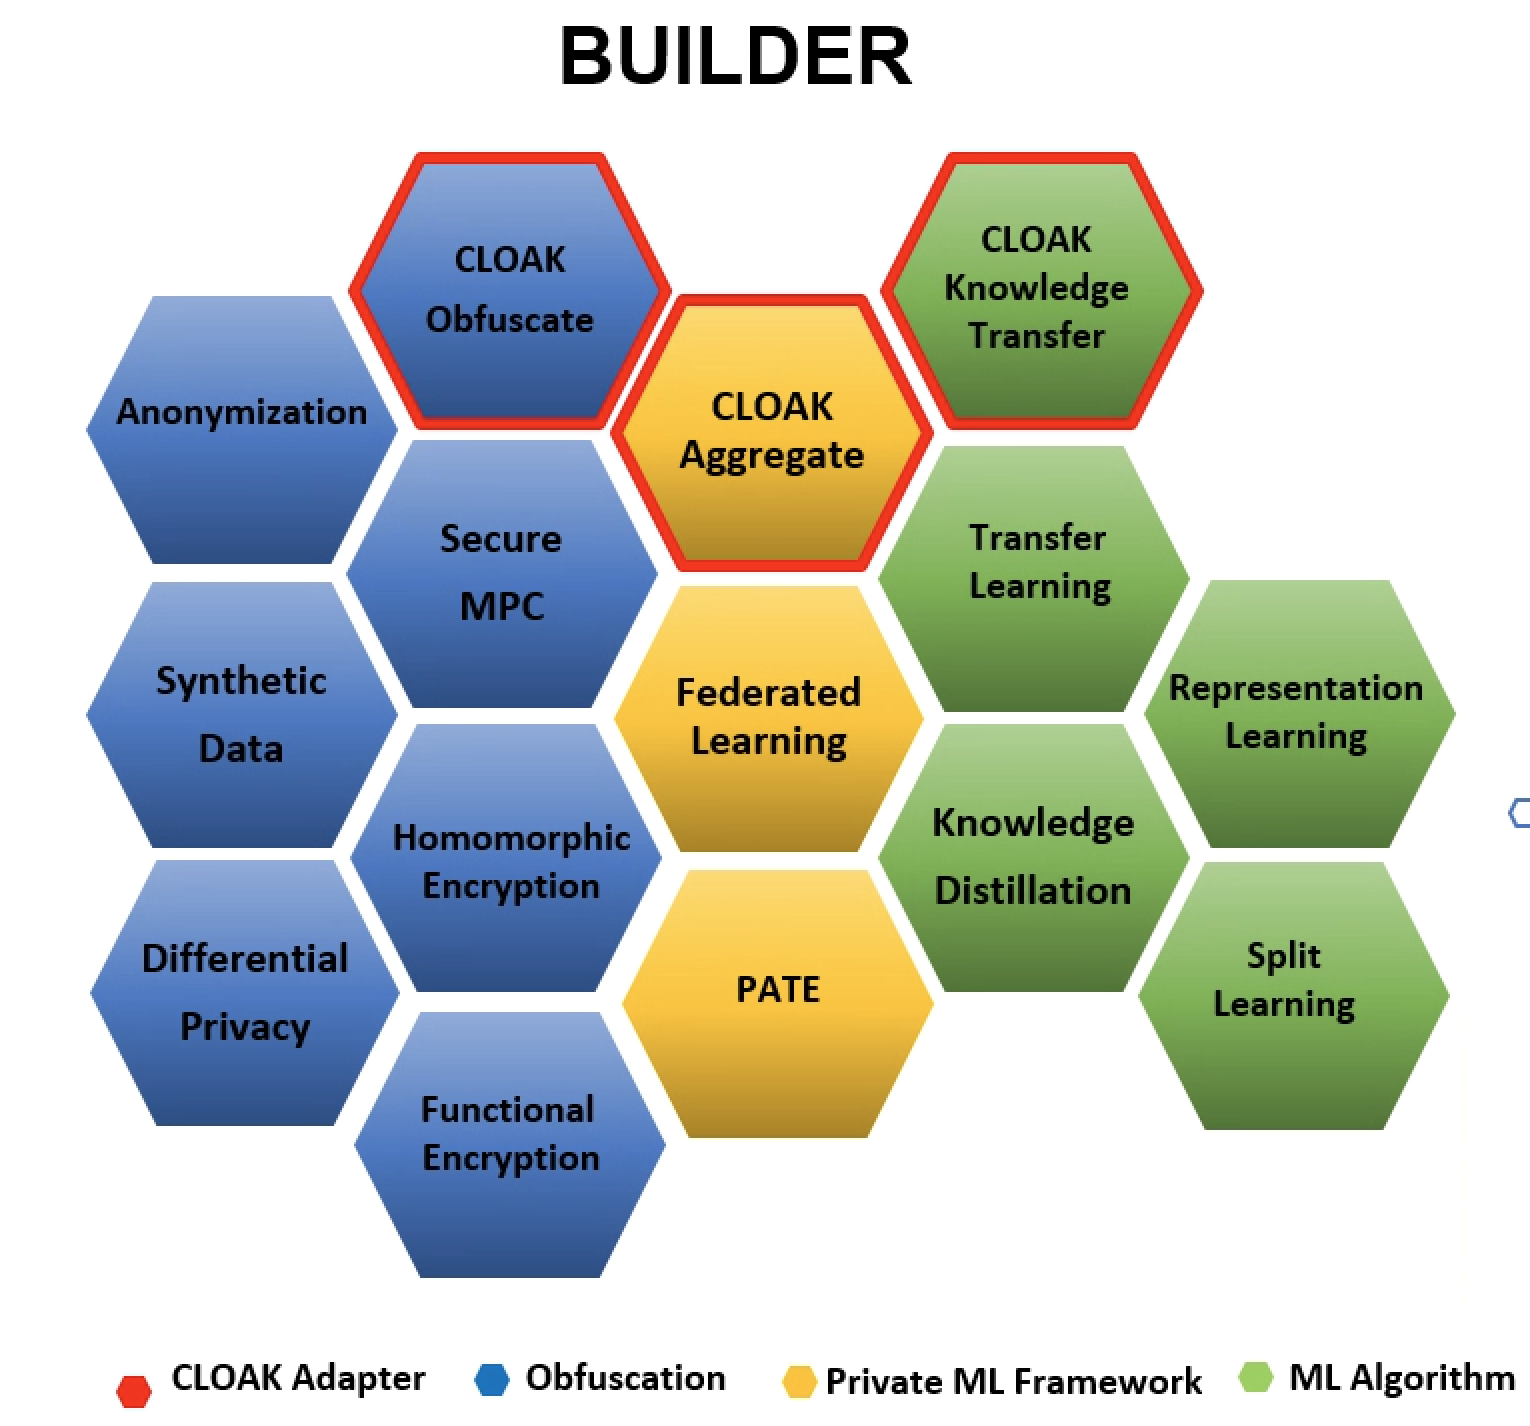 BUILDER
CLOAK
Obfuscate
CLOAK
Knowledge
Transfer
Anonymization
CLOAK
Aggregate
Secure
MPC
Transfer
Learning
Synthetic
Data
Federated
Learning
Representation
Learning
Homomorphic
Encryption
Knowledge
Distillation
Differential
Privacy
PATE
Split
Learning
Functional
Encryption
CLOAK Adapter
Obfuscation
Private ML Framework
ML Algorithm